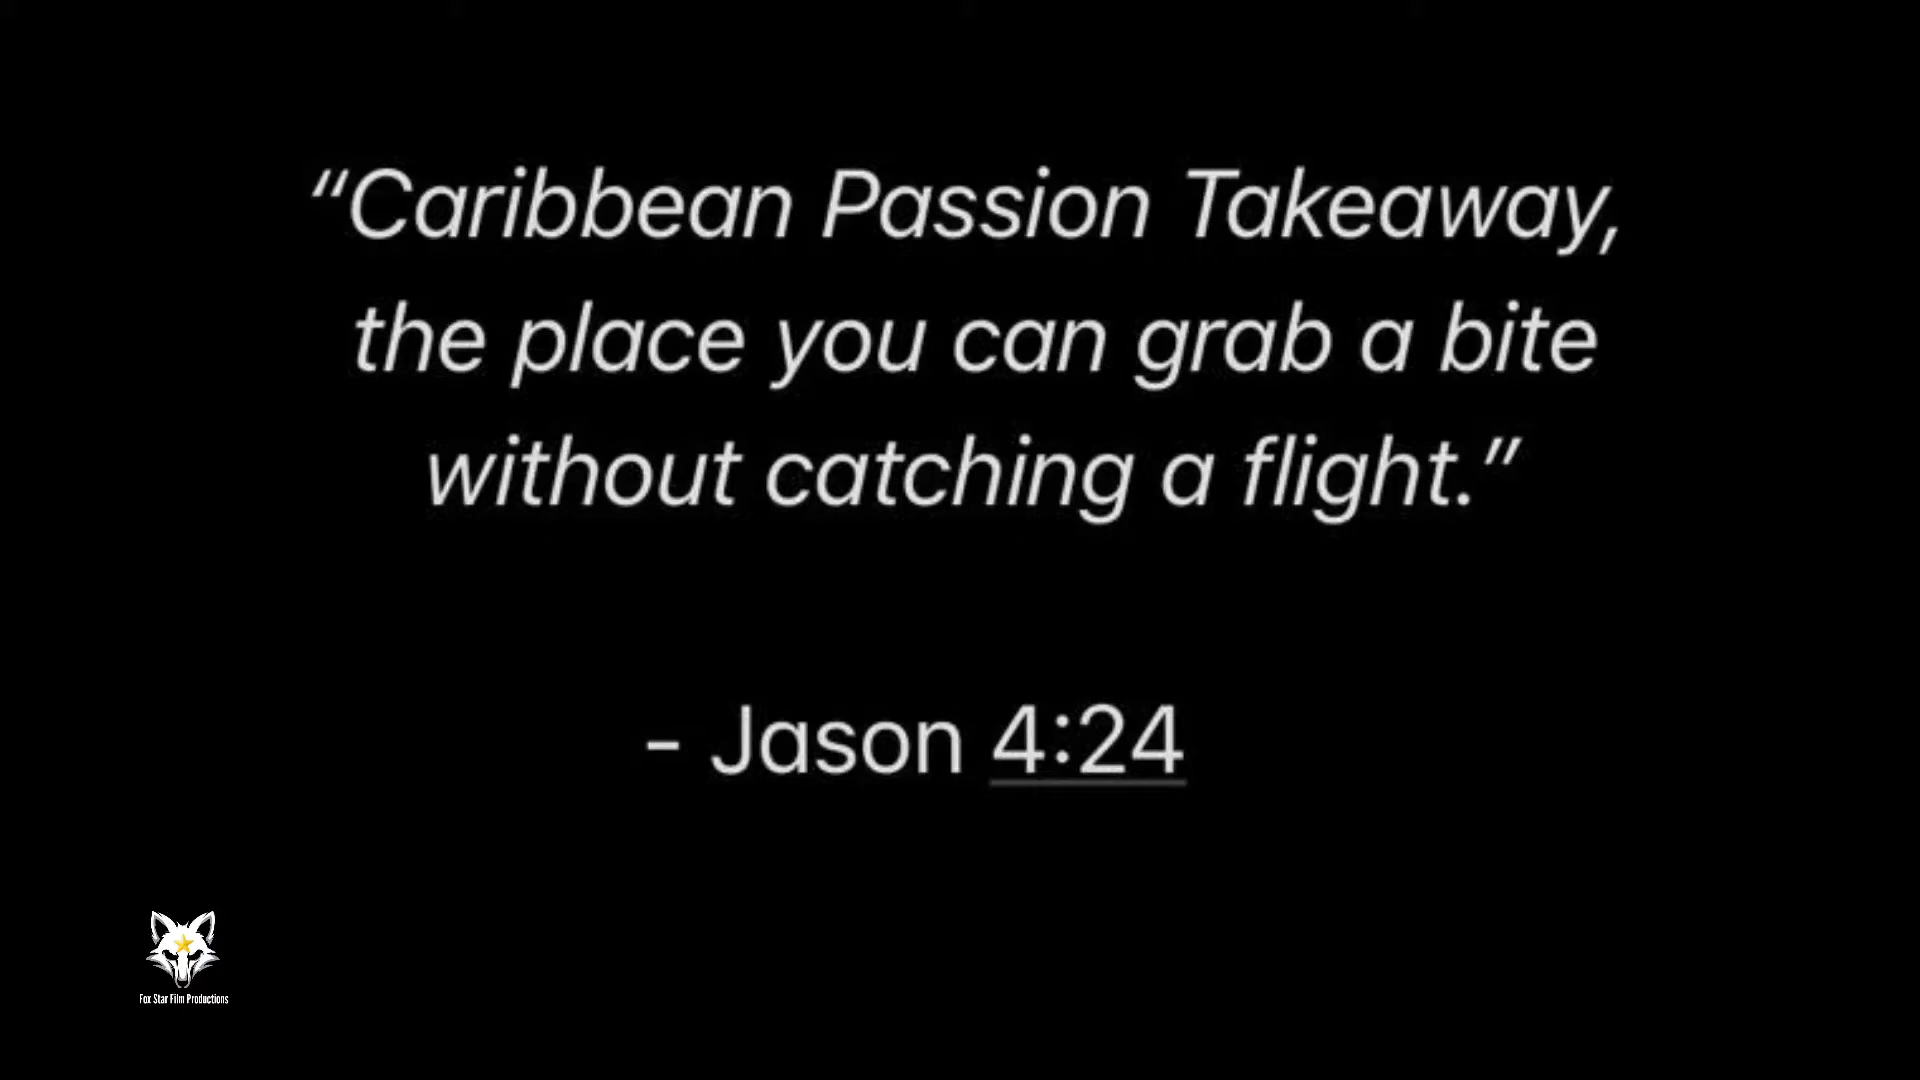 “Caribbean Passion Takeaway,
the place you can grab a bite
without catching a flight.”
- Jason 4:24
Fox Star Film Productions